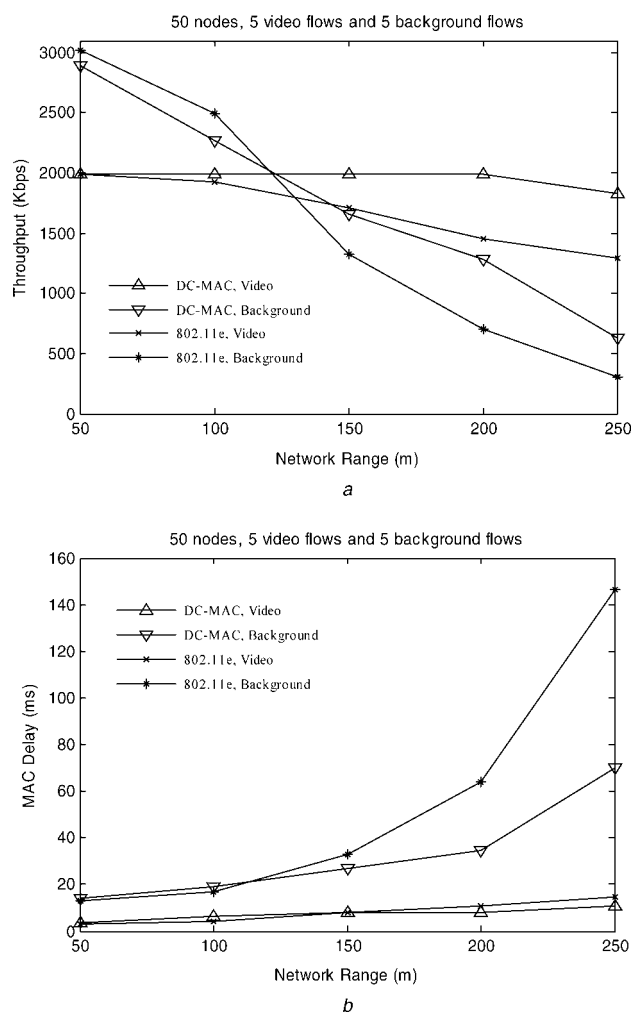 50 nodes, 5 video flows and 5 background flows
3000
2500
2000
1500
1000
500
0
Throughput (Kbps)
DC-MAC, Video
DC-MAC, Background
802.11e, Video
802.11e, Background
50 100 150 200 250
Network Range (m)
a
50 nodes, 5 video flows and 5 background flows
160
140
120
100
80
60
40
20
0
MAC Delay (ms)
DC-MAC, Video
DC-MAC, Background
802.11e, Video
802.11e, Background
50 100 150 200 250
Network Range (m)
b